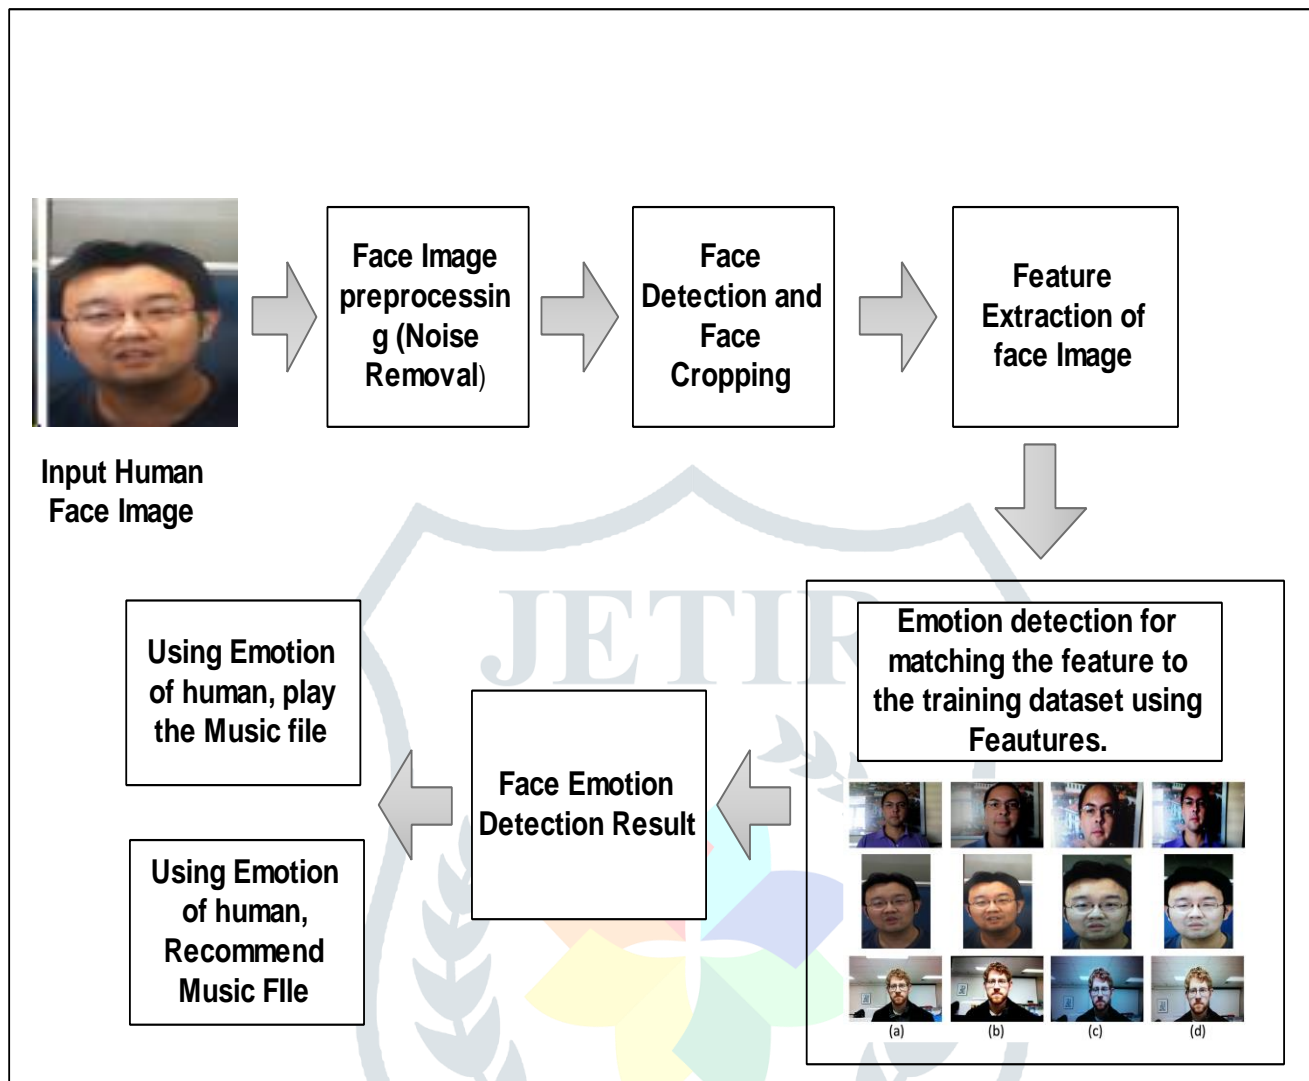 Face Image
preprocessin
g (Noise
Removal)
Face
Detection and
Face
Cropping
Feature
Extraction of
face Image
Input Human
Face Image
JETIR
Emotion detection for
matching the feature to
the training dataset using
Feautures.
(a) (b) (c) (d)
Face Emotion
Detection Result
Using Emotion
of human, play
the Music file
Using Emotion
of human,
Recommend
Music FIle